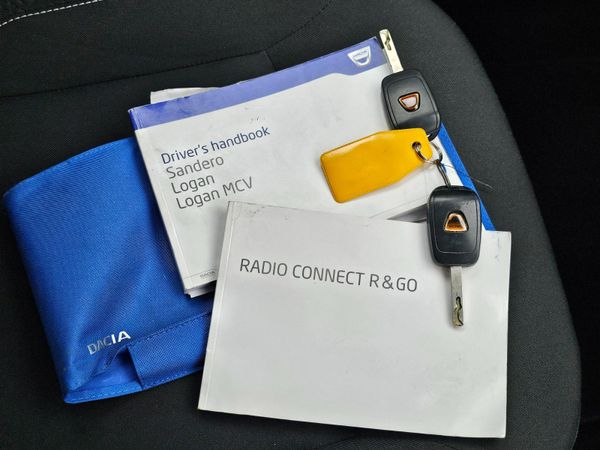 Driver's handbook
Sandero
Logan
Logan MCV
RADIO CONNECT R & GO
DACIA